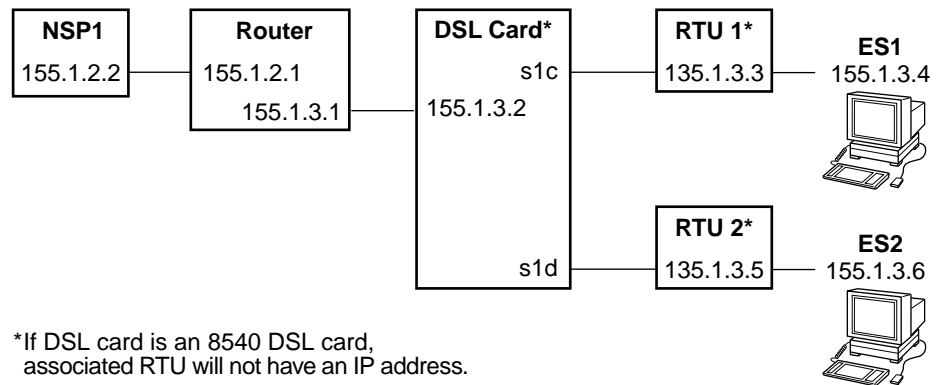 NSP1
155.1.2.2
Router
155.1.2.1
155.1.3.1
DSL Card*
s1c
155.1.3.2
s1d
RTU 1*
135.1.3.3
ES1
155.1.3.4
RTU 2*
135.1.3.5
ES2
155.1.3.6
*If DSL card is an 8540 DSL card,
associated RTU will not have an IP address.